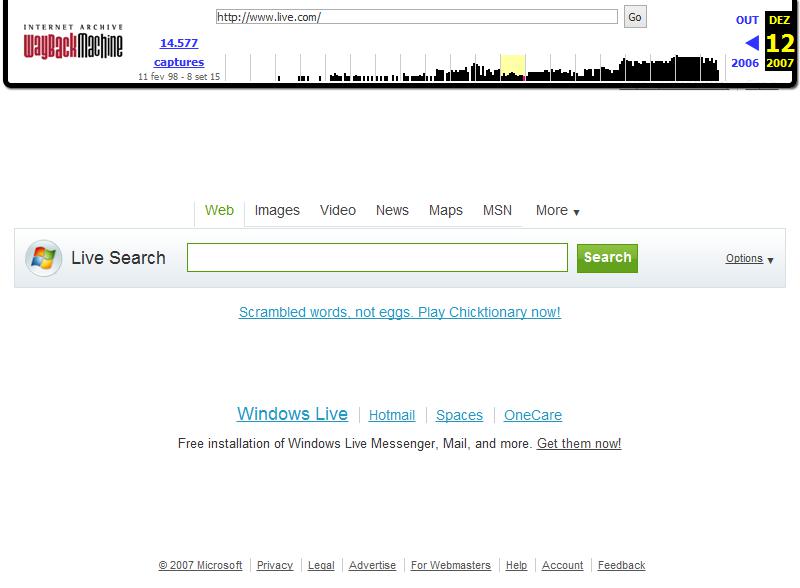 INTERNET ARCHIVE
WayBackMachine
http://www.live.com/
Go
14.577
captures
11 fev 98 - 8 set 15
OUT
DEZ
12
2006
2007
Web Images Video News Maps MSN More
Live Search
Search
Options
Scrambled words, not eggs. Play Chicktionary now!
Windows Live Hotmail Spaces OneCare
Free installation of Windows Live Messenger, Mail, and more. Get them now!
© 2007 Microsoft Privacy Legal Advertise For Webmasters Help Account Feedback